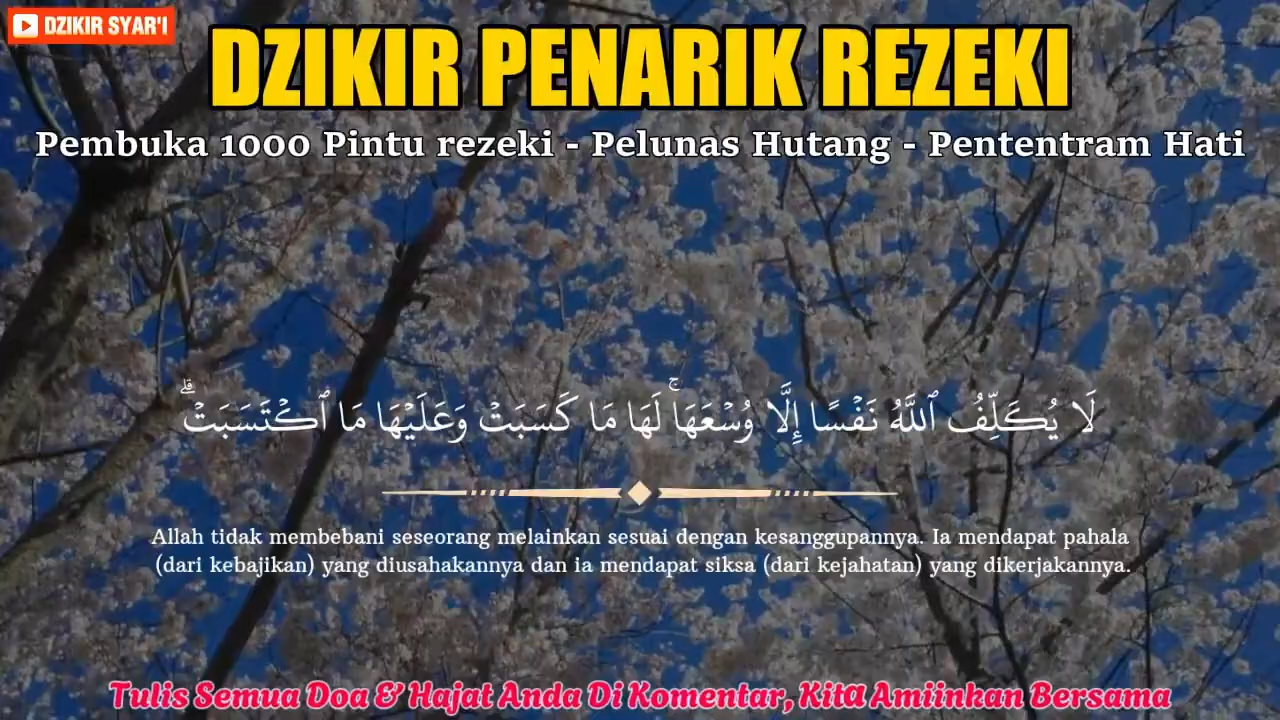 DZIKIR SYAR'I
DZIKIR PENARIK REZEKI
Pembuka 1000 Pintu rezeki - Pelunas Hutang - Pententram Hati
لَا يُكَلِّفُ ٱللَّهُ نَفْسًا إِلَّا وُسْعَهَا ۚ لَهَا مَا كَسَبَتْ وَعَلَيْهَا مَا ٱكْتَسَبَتْ ۗ
Allah tidak membebani seseorang melainkan sesuai dengan kesanggupannya. Ia mendapat pahala
(dari kebajikan) yang diusahakannya dan ia mendapat siksa (dari kejahatan) yang dikerjakannya.
Tulis Semua Doa & Hajat Anda Di Komentar, Kita Amiinkan Bersama